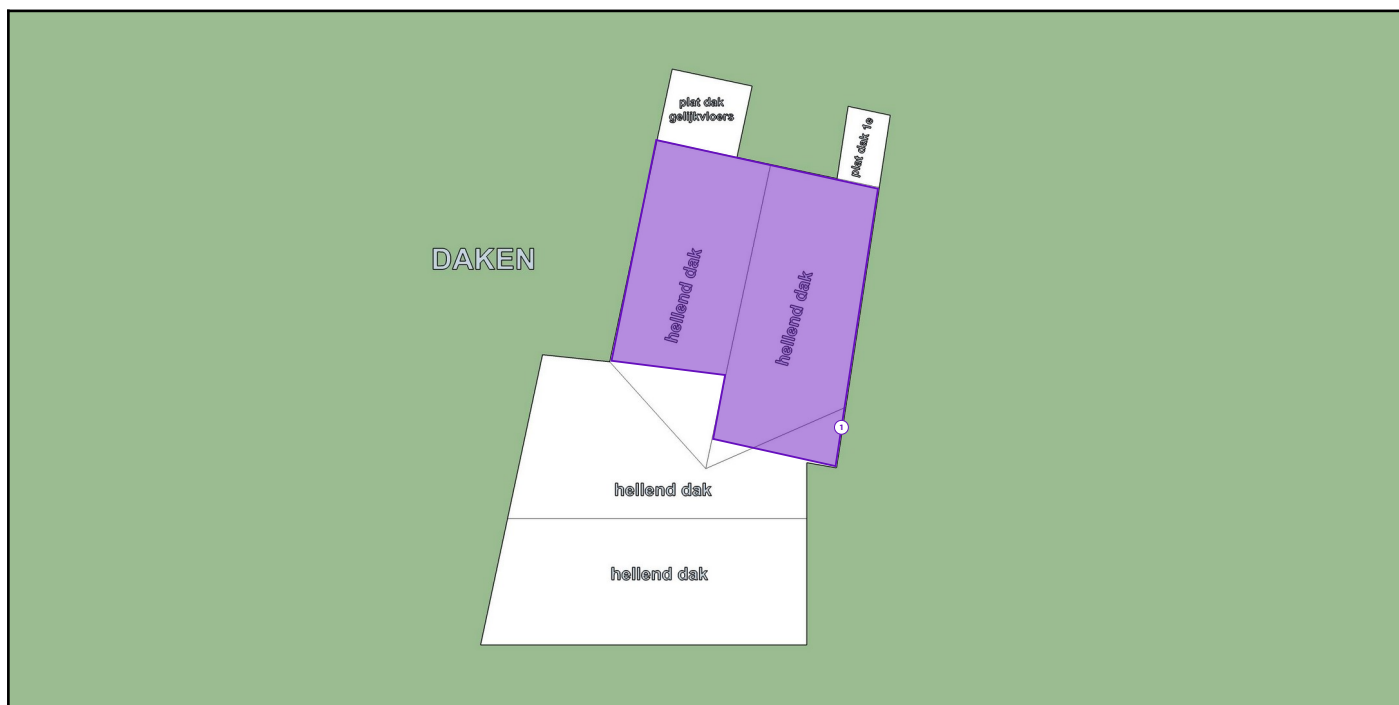 plat dak
gelijkvloers
plat dak 1e
DAKEN
hellend dak
hellend dak
1
hellend dak
hellend dak